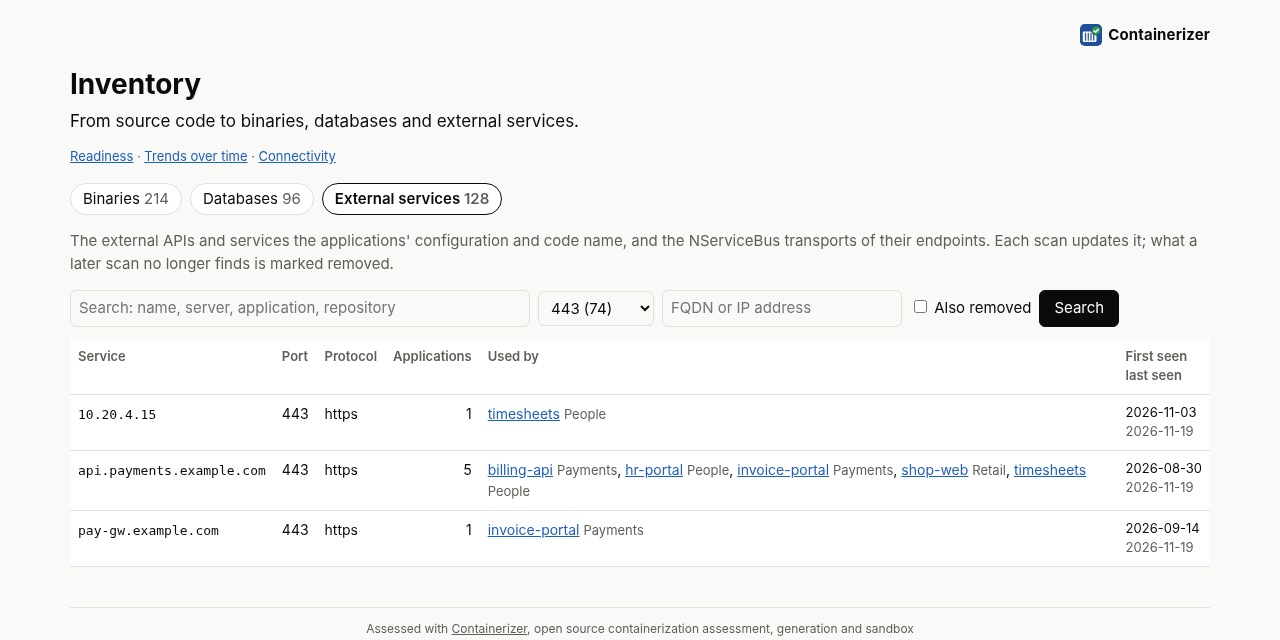 Containerizer
Inventory
From source code to binaries, databases and external services.
Readiness · Trends over time · Connectivity
Binaries 214 Databases 96 External services 128
The external APIs and services the applications' configuration and code name, and the NServiceBus transports of their endpoints. Each scan updates it; what a
later scan no longer finds is marked removed.
Search: name, server, application, repository 443 (74) FQDN or IP address Also removed Search
Service Port Protocol Applications Used by First seen
last seen
10.20.4.15 443 https 1 timesheets People 2026-11-03
2026-11-19
api.payments.example.com 443 https 5 billing-api Payments, hr-portal People, invoice-portal Payments, shop-web Retail, timesheets 2026-08-30
People 2026-11-19
pay-gw.example.com 443 https 1 invoice-portal Payments 2026-09-14
2026-11-19
Assessed with Containerizer, open source containerization assessment, generation and sandbox